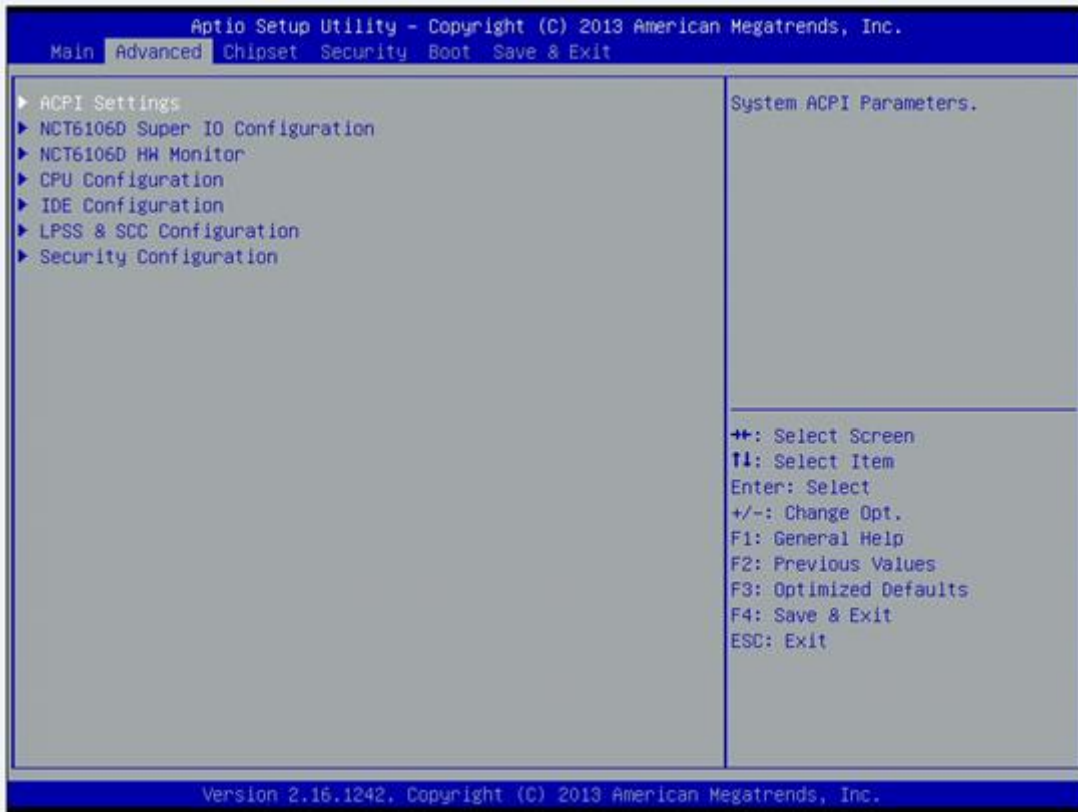 Aptio Setup Utility – Copyright (C) 2013 American Megatrends, Inc.
Main Advanced Chipset Security Boot Save & Exit
▶ ACPI Settings
▶ NCT6106D Super IO Configuration
▶ NCT6106D HW Monitor
▶ CPU Configuration
▶ IDE Configuration
▶ LPSS & SCC Configuration
▶ Security Configuration
System ACPI Parameters.
→←: Select Screen
↑↓: Select Item
Enter: Select
+/-: Change Opt.
F1: General Help
F2: Previous Values
F3: Optimized Defaults
F4: Save & Exit
ESC: Exit
Version 2.16.1242. Copyright (C) 2013 American Megatrends, Inc.